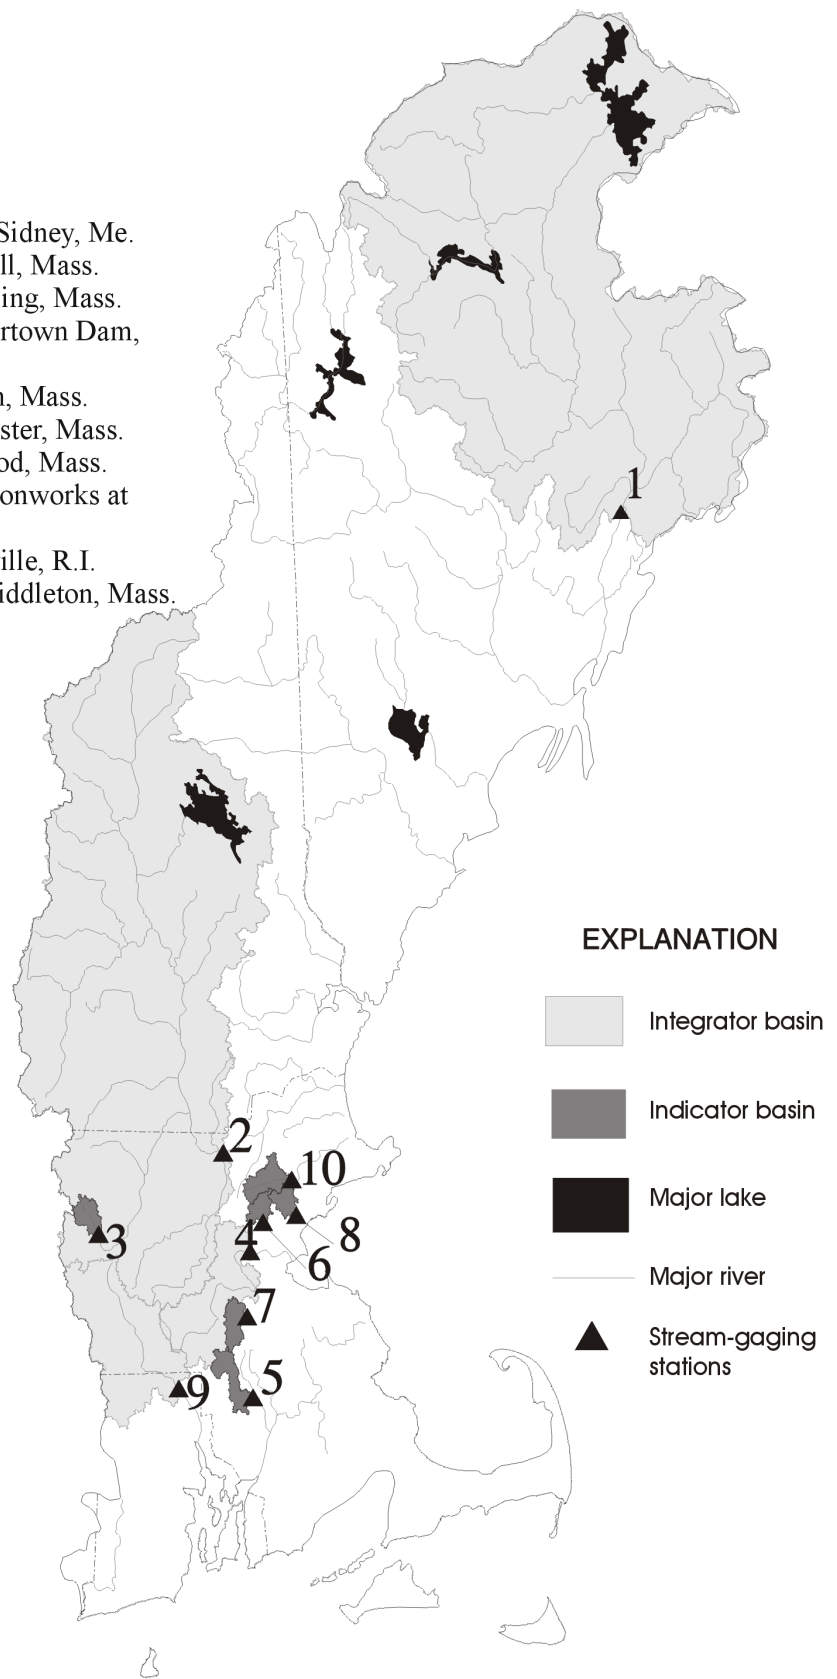 Sidney, Me.
ll, Mass.
ing, Mass.
rtown Dam,
n, Mass.
ster, Mass.
od, Mass.
onworks at
ille, R.I.
iddleton, Mass.
1
EXPLANATION
Integrator basin
Indicator basin
Major lake
Major river
Stream-gaging
stations
2
10
3
4
8
6
7
5
9